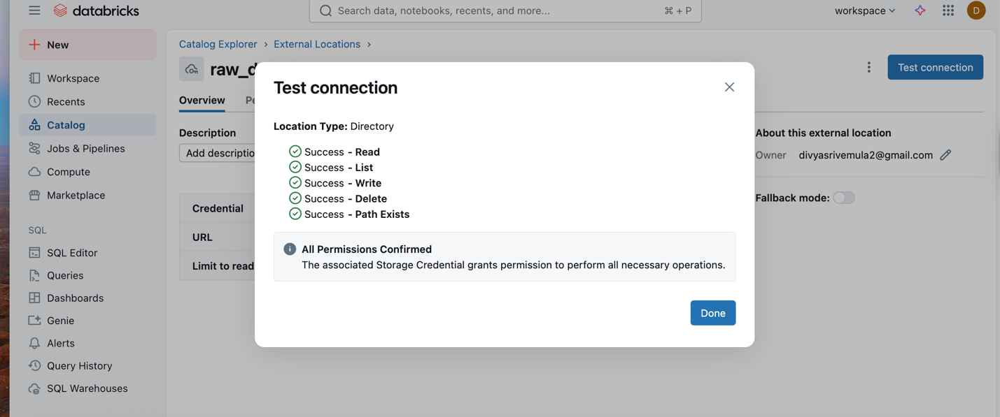 databricks
Search data, notebooks, recents, and more...
⌘ + P
workspace
D
New
Workspace
Recents
Catalog
Jobs & Pipelines
Compute
Marketplace
SQL
SQL Editor
Queries
Dashboards
Genie
Alerts
Query History
SQL Warehouses
Catalog Explorer › External Locations ›
raw_d
Test connection
Overview
Pe
Description
Add descriptio
Credential
URL
Limit to read
Test connection
Location Type: Directory
Success - Read
Success - List
Success - Write
Success - Delete
Success - Path Exists
All Permissions Confirmed
The associated Storage Credential grants permission to perform all necessary operations.
Done
About this external location
Owner divyasrivemula2@gmail.com
Fallback mode: